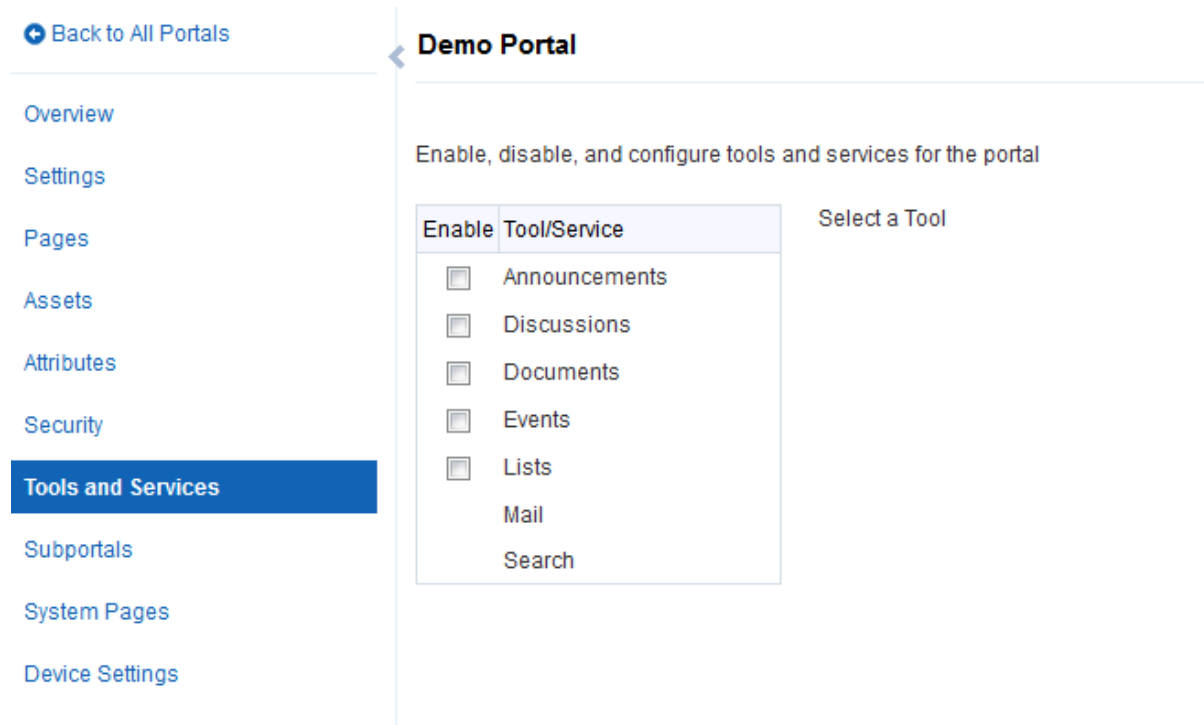 Back to All Portals
Overview
Settings
Pages
Assets
Attributes
Security
Tools and Services
Subportals
System Pages
Device Settings
Demo Portal
Enable, disable, and configure tools and services for the portal
Enable Tool/Service
Announcements
Discussions
Documents
Events
Lists
Mail
Search
Select a Tool